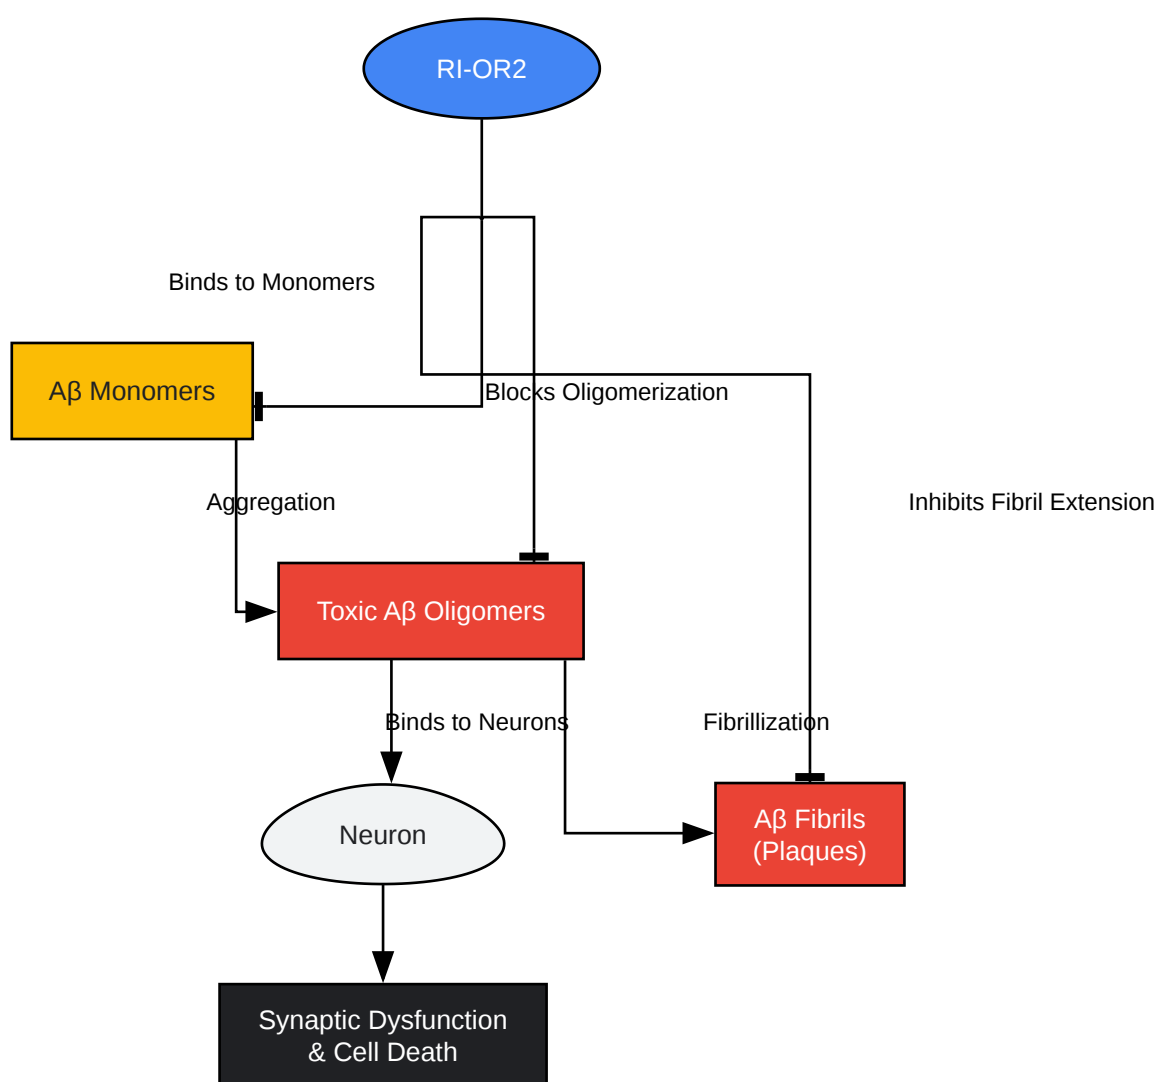 RI-OR2
Binds to Monomers
Aβ Monomers
Blocks Oligomerization
Aggregation
Inhibits Fibril Extension
Toxic Aβ Oligomers
Binds to Neurons
Fibrillization
Neuron
Aβ Fibrils
(Plaques)
Synaptic Dysfunction
& Cell Death